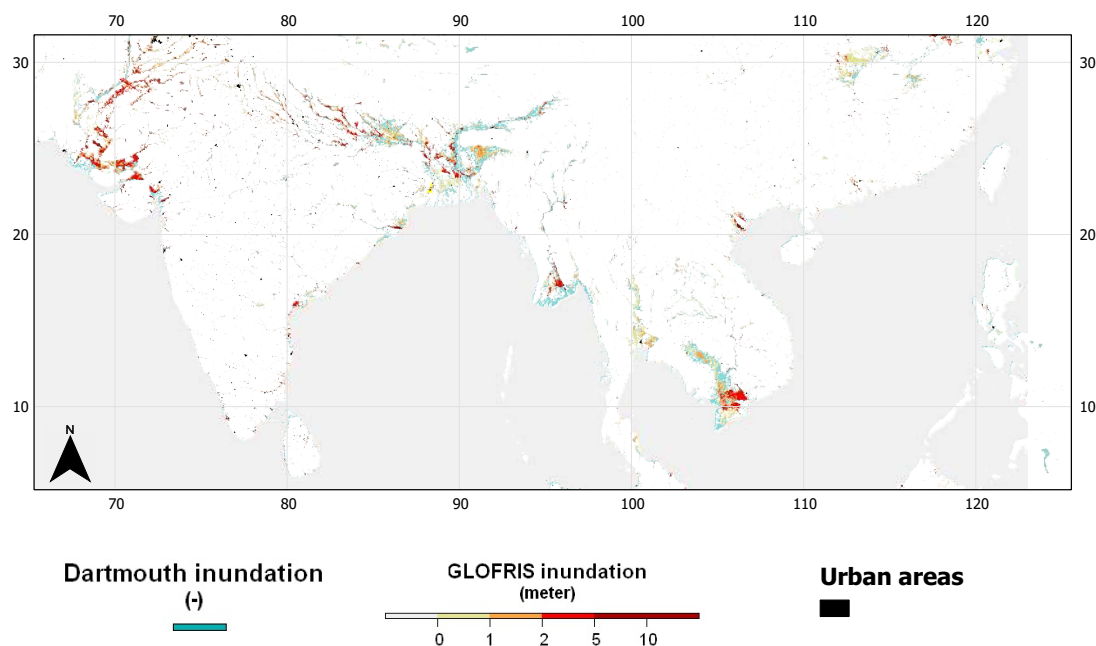 70 80 90 100 110 120
30 30
20 20
10 10
N
70 80 90 100 110 120
Dartmouth inundation
(-)
GLOFRIS inundation
(meter)
0 1 2 5 10
Urban areas